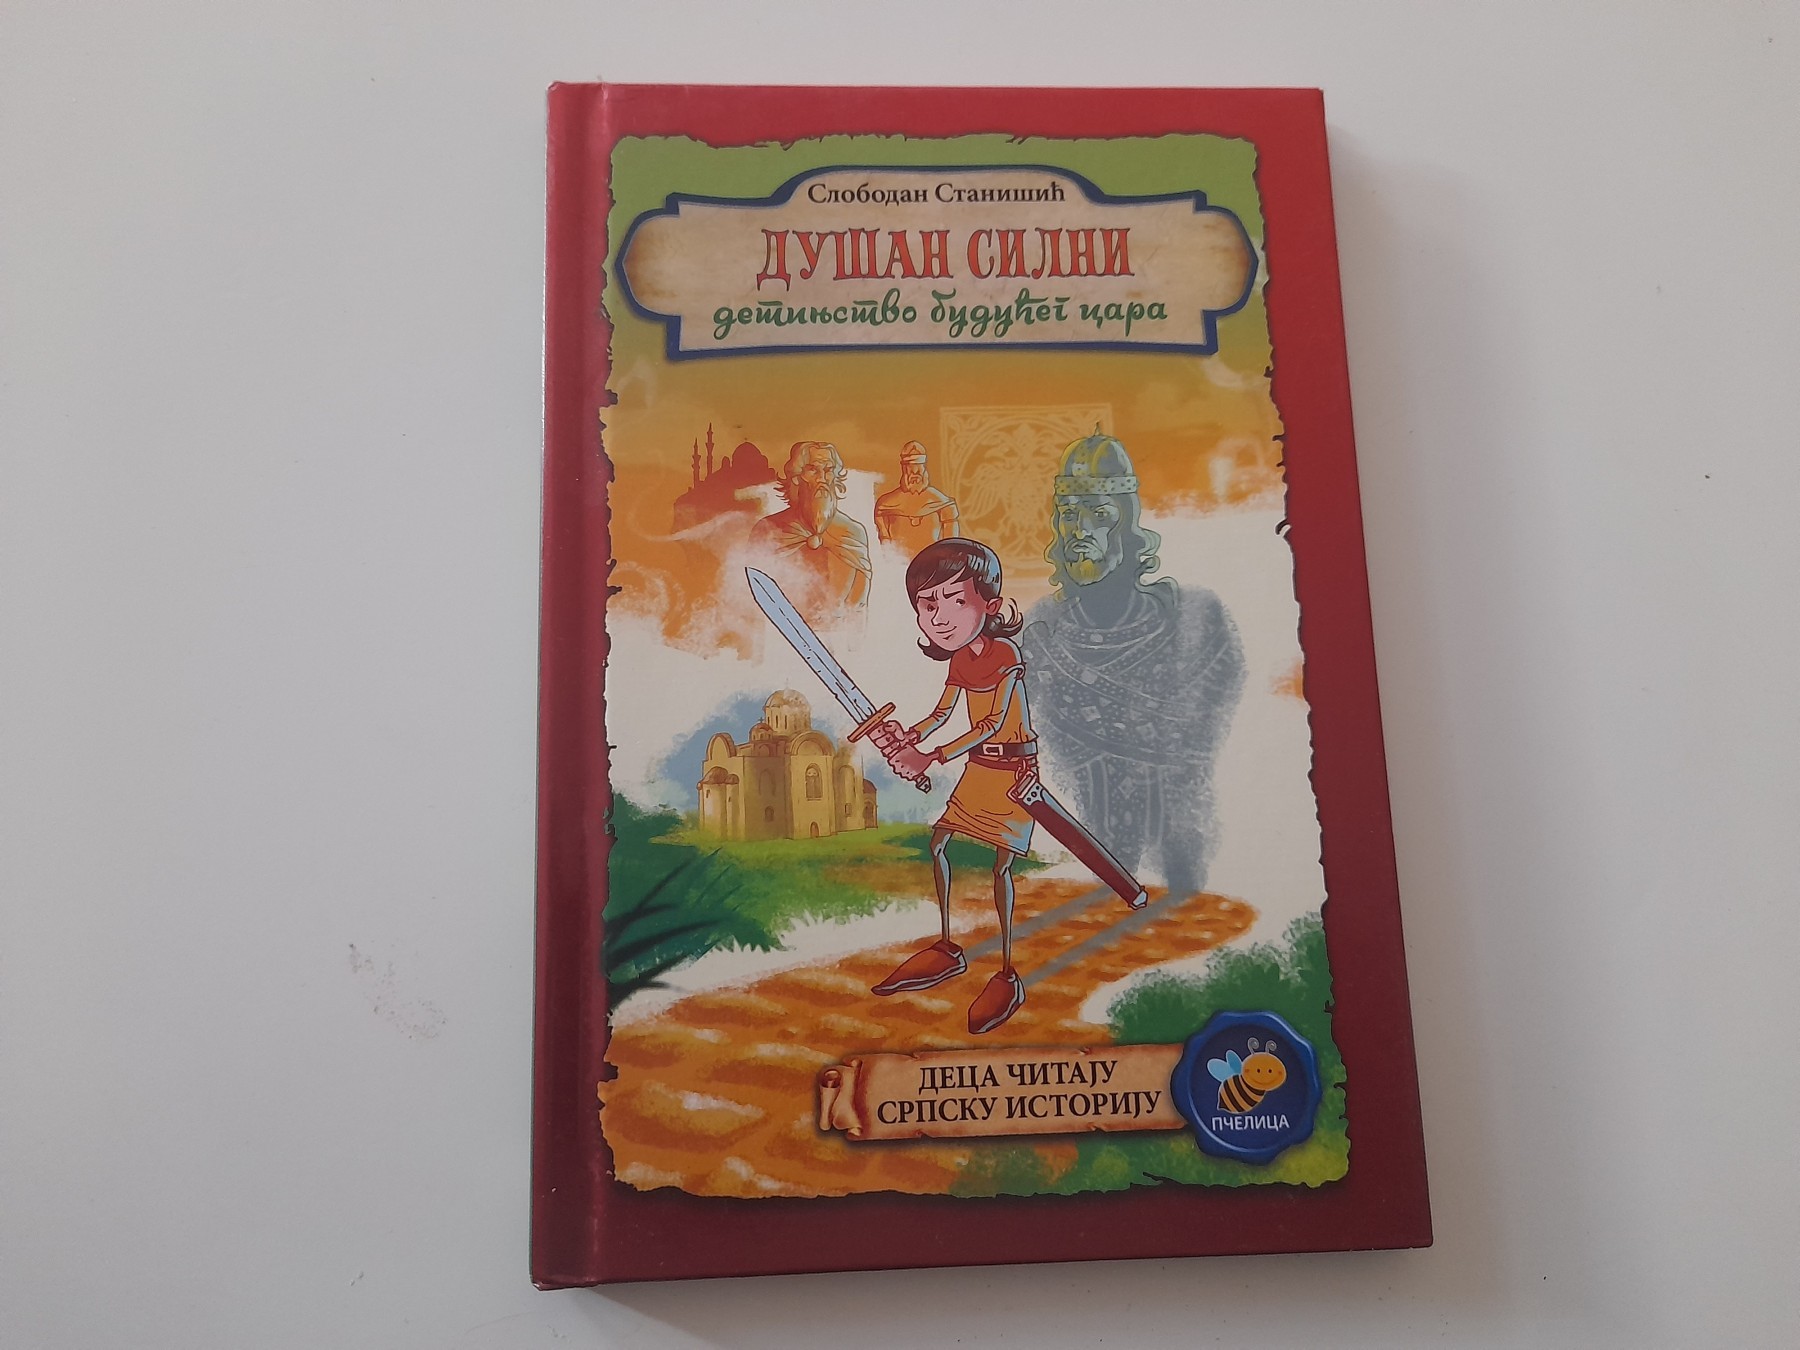 Слободан Станишић
ДУШАН СИЛНИ
детињство будућег цара
ДЕЦА ЧИТАЈУ
СРПСКУ ИСТОРИЈУ
ПЧЕЛИЦА